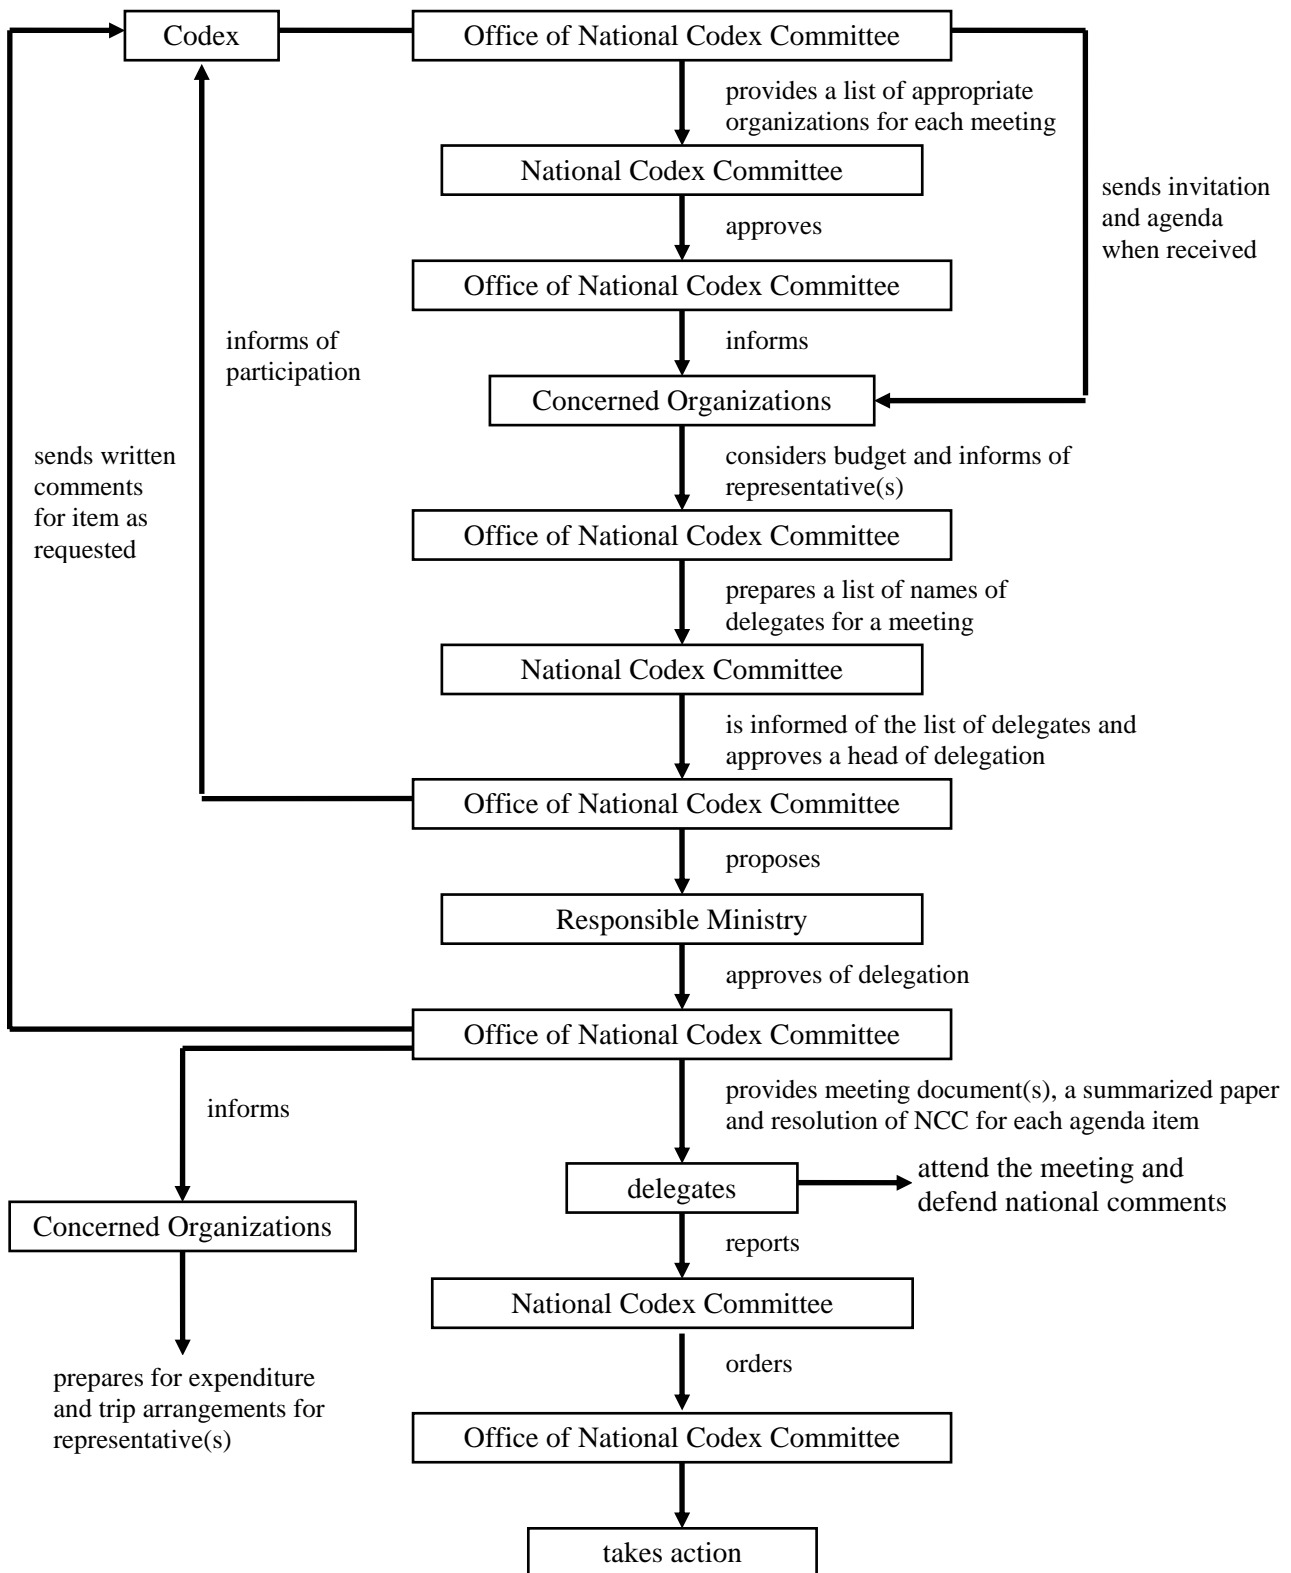 Codex
Office of National Codex Committee
provides a list of appropriate
organizations for each meeting
National Codex Committee
sends invitation
and agenda
when received
approves
Office of National Codex Committee
informs of
participation
informs
Concerned Organizations
sends written
comments
for item as
requested
considers budget and informs of
representative(s)
Office of National Codex Committee
prepares a list of names of
delegates for a meeting
National Codex Committee
is informed of the list of delegates and
approves a head of delegation
Office of National Codex Committee
proposes
Responsible Ministry
approves of delegation
Office of National Codex Committee
informs
provides meeting document(s), a summarized paper
and resolution of NCC for each agenda item
delegates
attend the meeting and
defend national comments
Concerned Organizations
reports
National Codex Committee
orders
prepares for expenditure
and trip arrangements for
representative(s)
Office of National Codex Committee
takes action